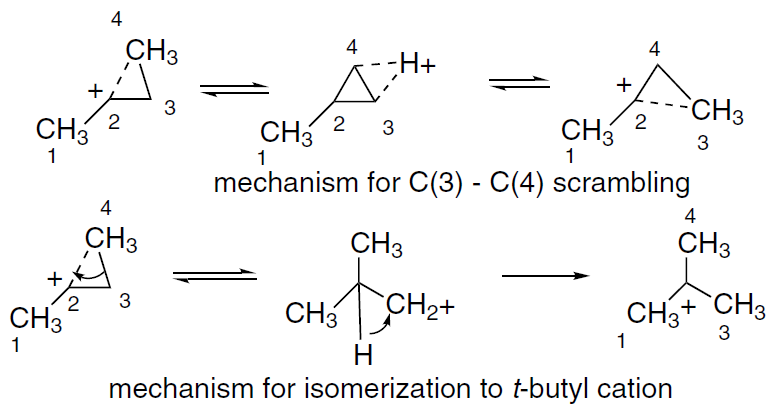 4
CH3 4 H+ 4
+ + CH3
CH3 2 3 CH3 2 3 CH3 2 3
1 1 1
mechanism for C(3) - C(4) scrambling
4 4
CH3 CH3 CH3
+ 2 3 CH3 CH2+ CH3+ CH3
CH3 1 3
1 H
mechanism for isomerization to t-butyl cation